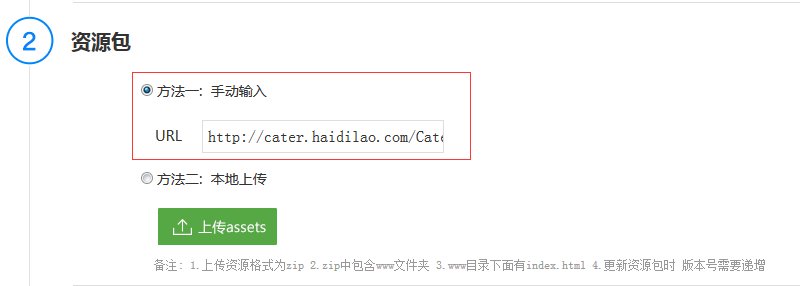 2 资源包
方法一：手动输入
URL http://cater.haidilao.com/Cate
方法二：本地上传
上传assets
备注：1.上传资源格式为zip 2.zip中包含www文件夹 3.www目录下面有index.html 4.更新资源包时 版本号需要递增